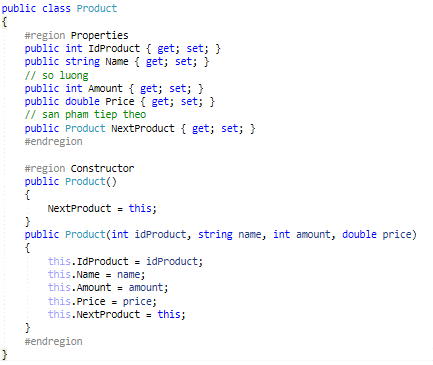 public class Product
{
    #region Properties
    public int IdProduct { get; set; }
    public string Name { get; set; }
    // so luong
    public int Amount { get; set; }
    public double Price { get; set; }
    // san pham tiep theo
    public Product NextProduct { get; set; }
    #endregion

    #region Constructor
    public Product()
    {
        NextProduct = this;
    }
    public Product(int idProduct, string name, int amount, double price)
    {
        this.IdProduct = idProduct;
        this.Name = name;
        this.Amount = amount;
        this.Price = price;
        this.NextProduct = this;
    }
    #endregion
}